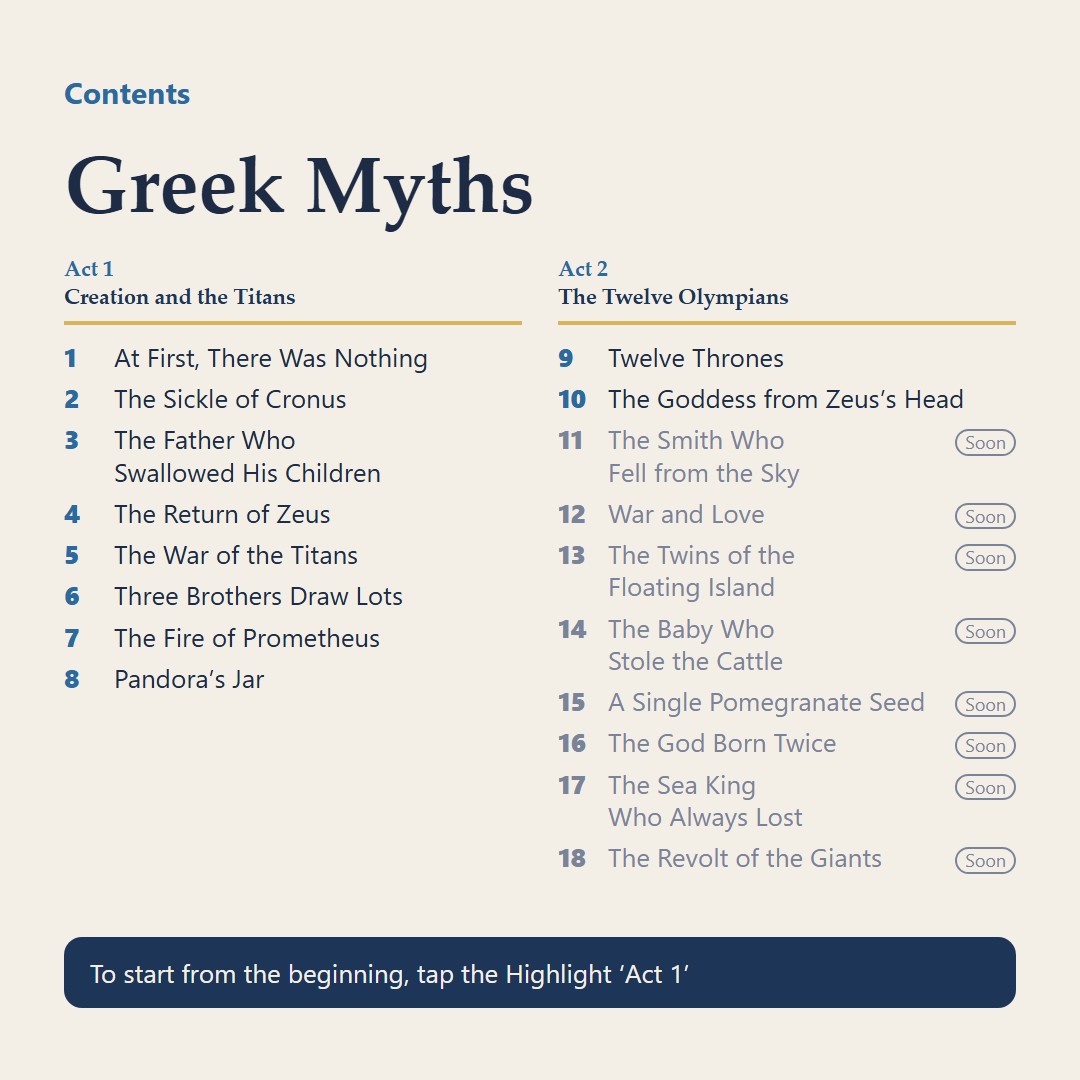 Contents
Greek Myths
Act 1
Creation and the Titans
1 At First, There Was Nothing
2 The Sickle of Cronus
3 The Father Who
Swallowed His Children
4 The Return of Zeus
5 The War of the Titans
6 Three Brothers Draw Lots
7 The Fire of Prometheus
8 Pandora’s Jar
Act 2
The Twelve Olympians
9 Twelve Thrones
10 The Goddess from Zeus’s Head
11 The Smith Who Soon
Fell from the Sky
12 War and Love Soon
13 The Twins of the Soon
Floating Island
14 The Baby Who Soon
Stole the Cattle
15 A Single Pomegranate Seed Soon
16 The God Born Twice Soon
17 The Sea King Soon
Who Always Lost
18 The Revolt of the Giants Soon
To start from the beginning, tap the Highlight ‘Act 1’